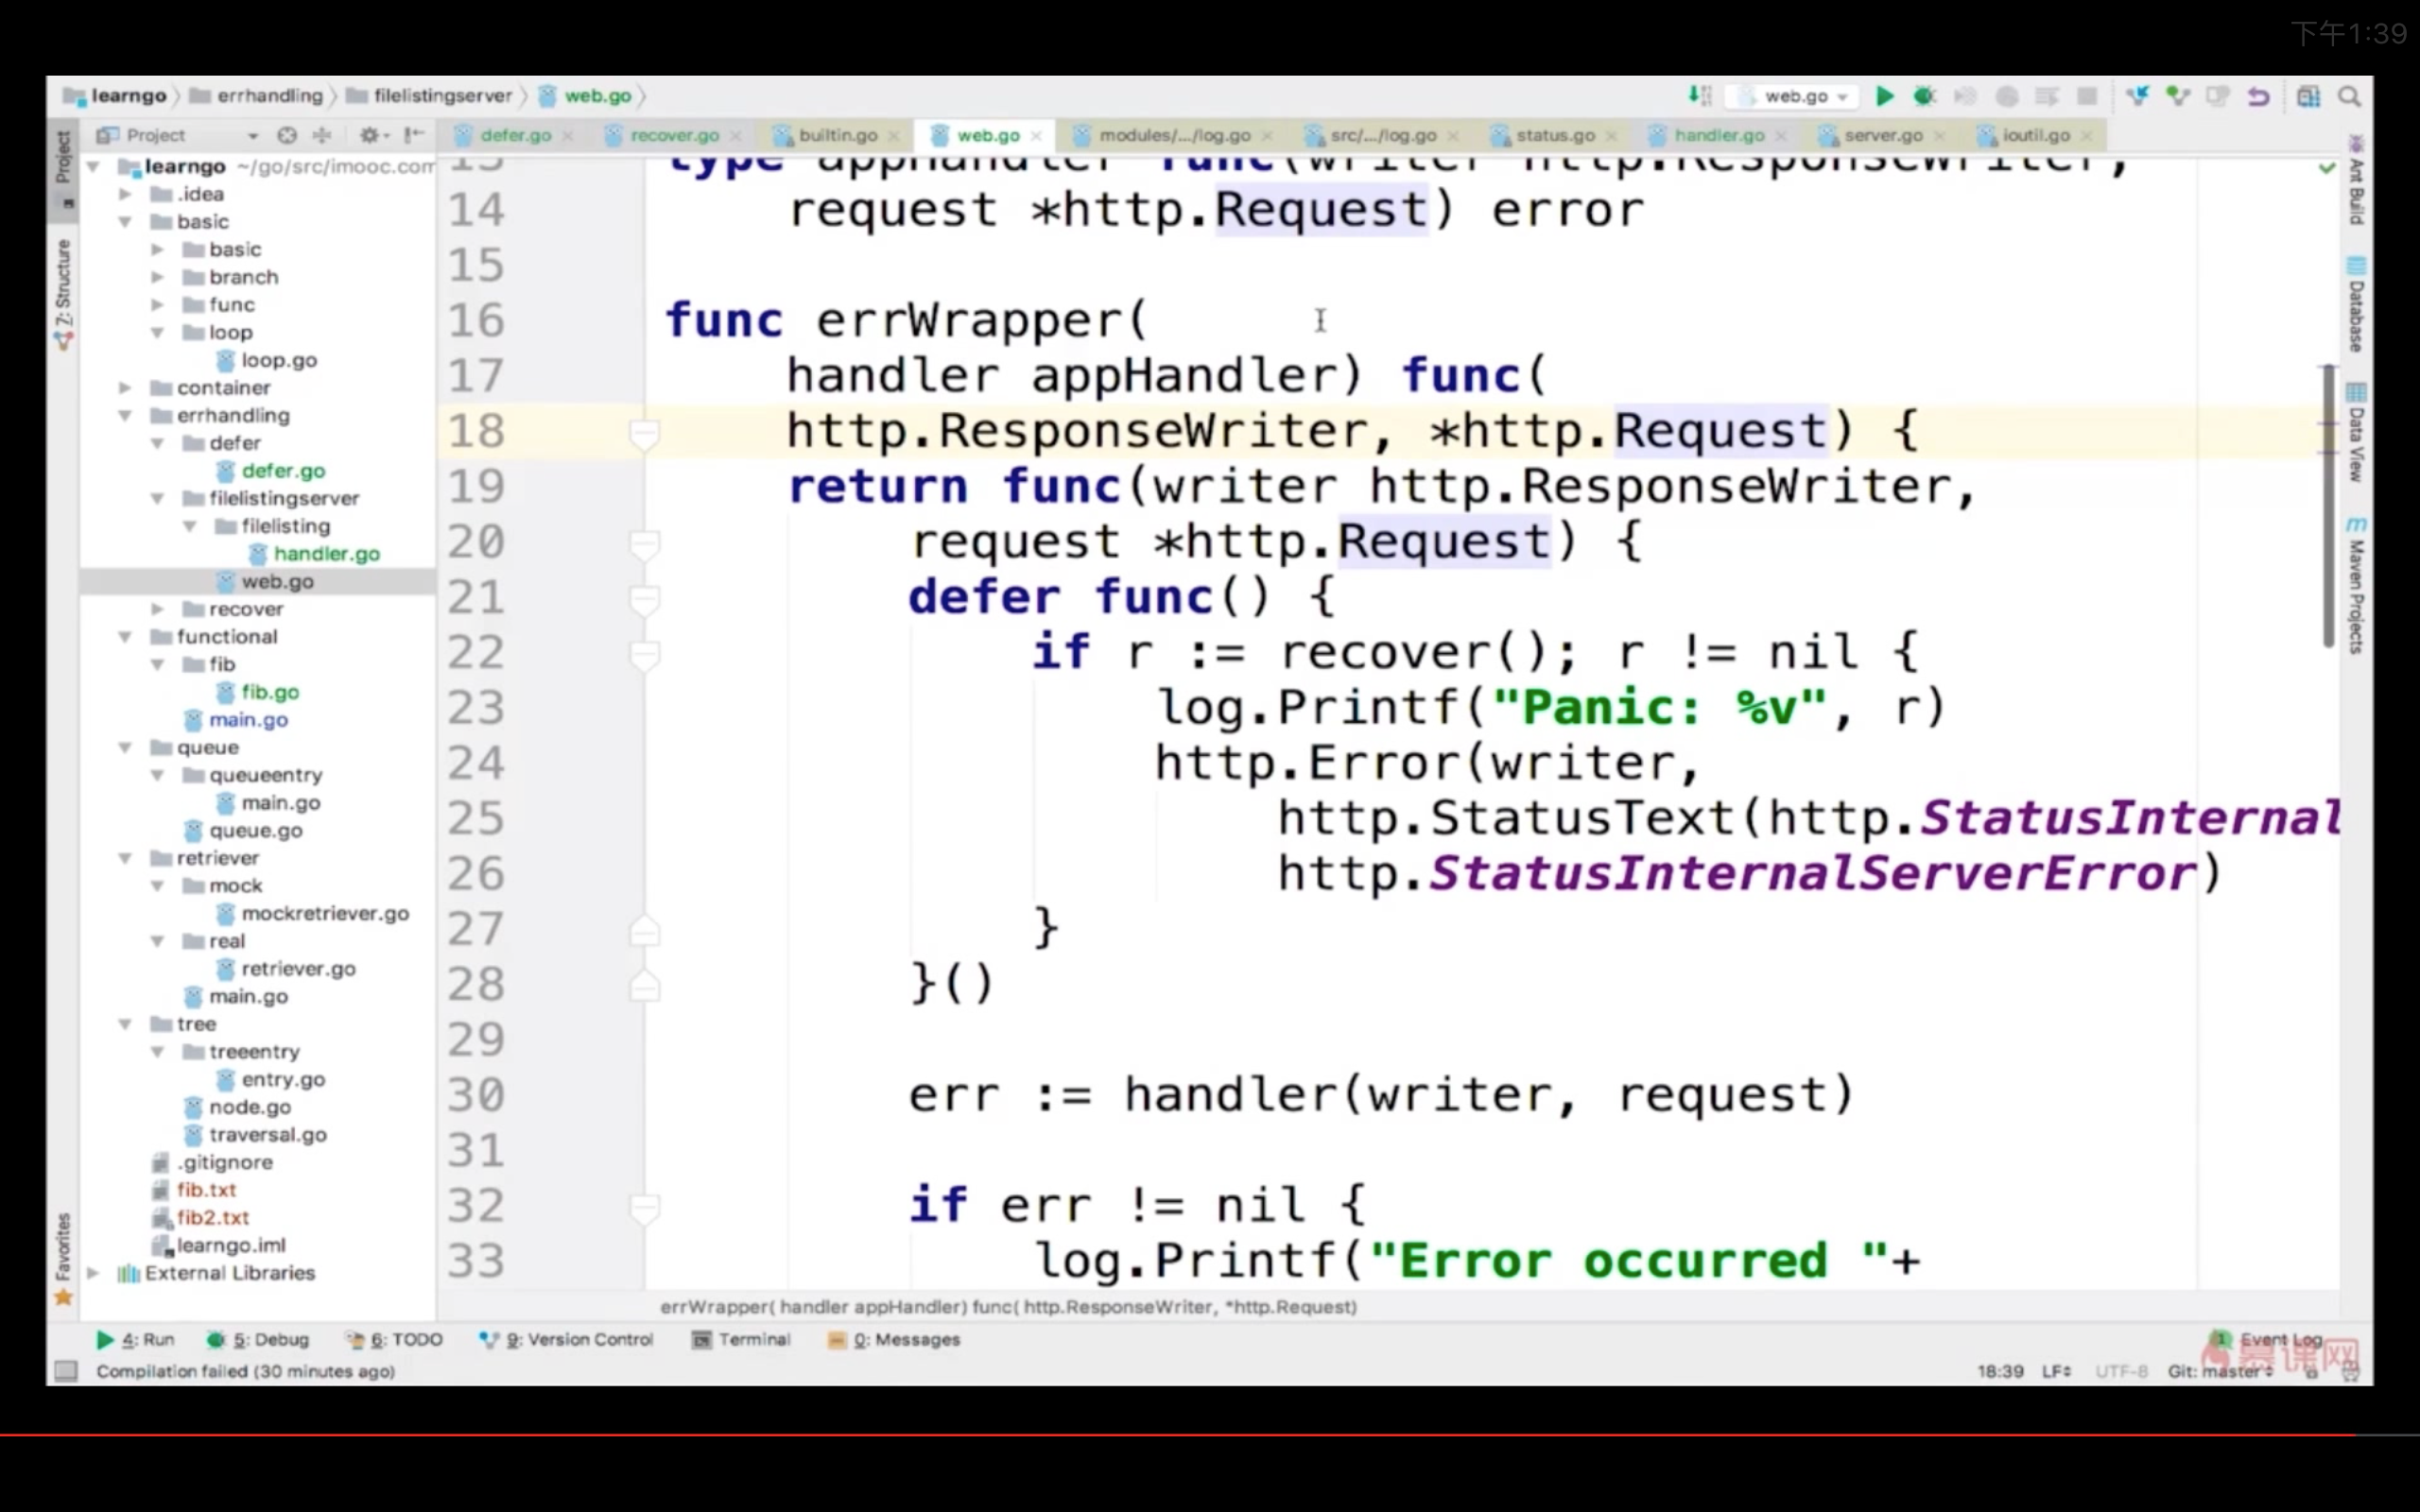 下午1:39
learngo errhandling filelistingserver web.go
web.go
Project
defer.go recover.go builtin.go web.go modules/.../log.go src/.../log.go status.go handler.go server.go ioutil.go
Project
Z: Structure
Favorites
learngo ~/go/src/imooc.com
.idea
basic
basic
branch
func
loop
loop.go
container
errhandling
defer
defer.go
filelistingserver
filelisting
handler.go
web.go
recover
functional
fib
fib.go
main.go
queue
queueentry
main.go
queue.go
retriever
mock
mockretriever.go
real
retriever.go
main.go
tree
treeentry
entry.go
node.go
traversal.go
.gitignore
fib.txt
fib2.txt
learngo.iml
External Libraries
13 type appHandler func(writer http.ResponseWriter,
14 request *http.Request) error
15
16 func errWrapper(
17 handler appHandler) func(
18 http.ResponseWriter, *http.Request) {
19 return func(writer http.ResponseWriter,
20 request *http.Request) {
21 defer func() {
22 if r := recover(); r != nil {
23 log.Printf("Panic: %v", r)
24 http.Error(writer,
25 http.StatusText(http.StatusInternal
26 http.StatusInternalServerError)
27 }
28 }()
29
30 err := handler(writer, request)
31
32 if err != nil {
33 log.Printf("Error occurred "+
errWrapper( handler appHandler) func( http.ResponseWriter, *http.Request)
Ant Build
Database
Data View
Maven Projects
4: Run 5: Debug 6: TODO 9: Version Control Terminal 0: Messages 1 Event Log
慕课网
Compilation failed (30 minutes ago) 18:39 LF UTF-8 Git: master